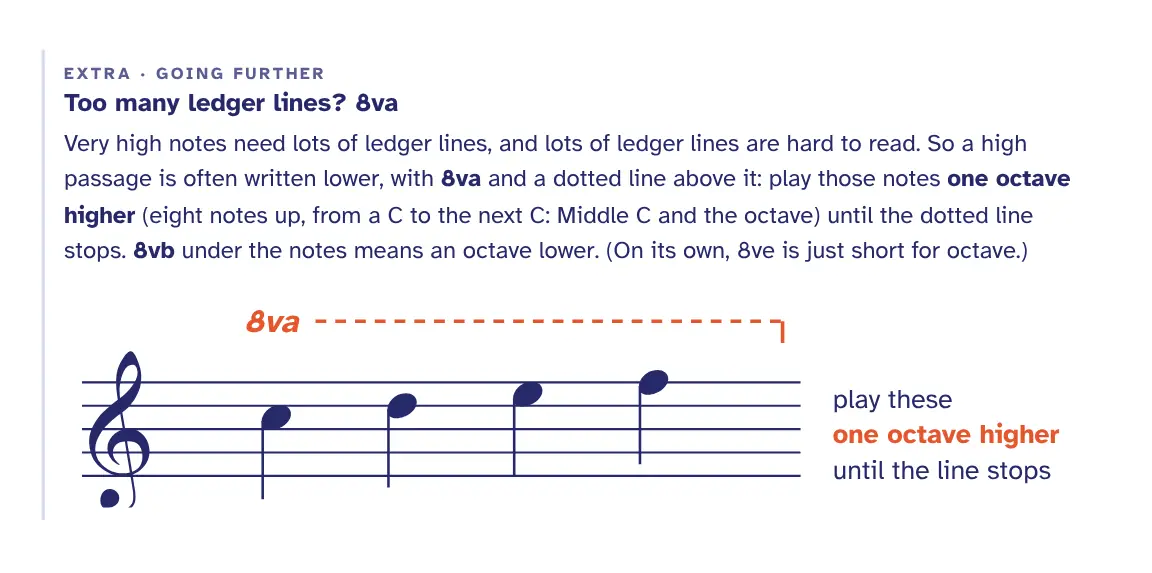 EXTRA · GOING FURTHER
Too many ledger lines? 8va
Very high notes need lots of ledger lines, and lots of ledger lines are hard to read. So a high
passage is often written lower, with 8va and a dotted line above it: play those notes one octave
higher (eight notes up, from a C to the next C: Middle C and the octave) until the dotted line
stops. 8vb under the notes means an octave lower. (On its own, 8ve is just short for octave.)
8va
play these
one octave higher
until the line stops